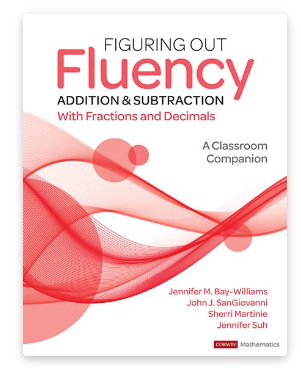 FIGURING OUT
Fluency
ADDITION & SUBTRACTION
With Fractions and Decimals
A Classroom
Companion
Jennifer M. Bay-Williams
John J. SanGiovanni
Sherri Martinie
Jennifer Suh
CORWIN Mathematics